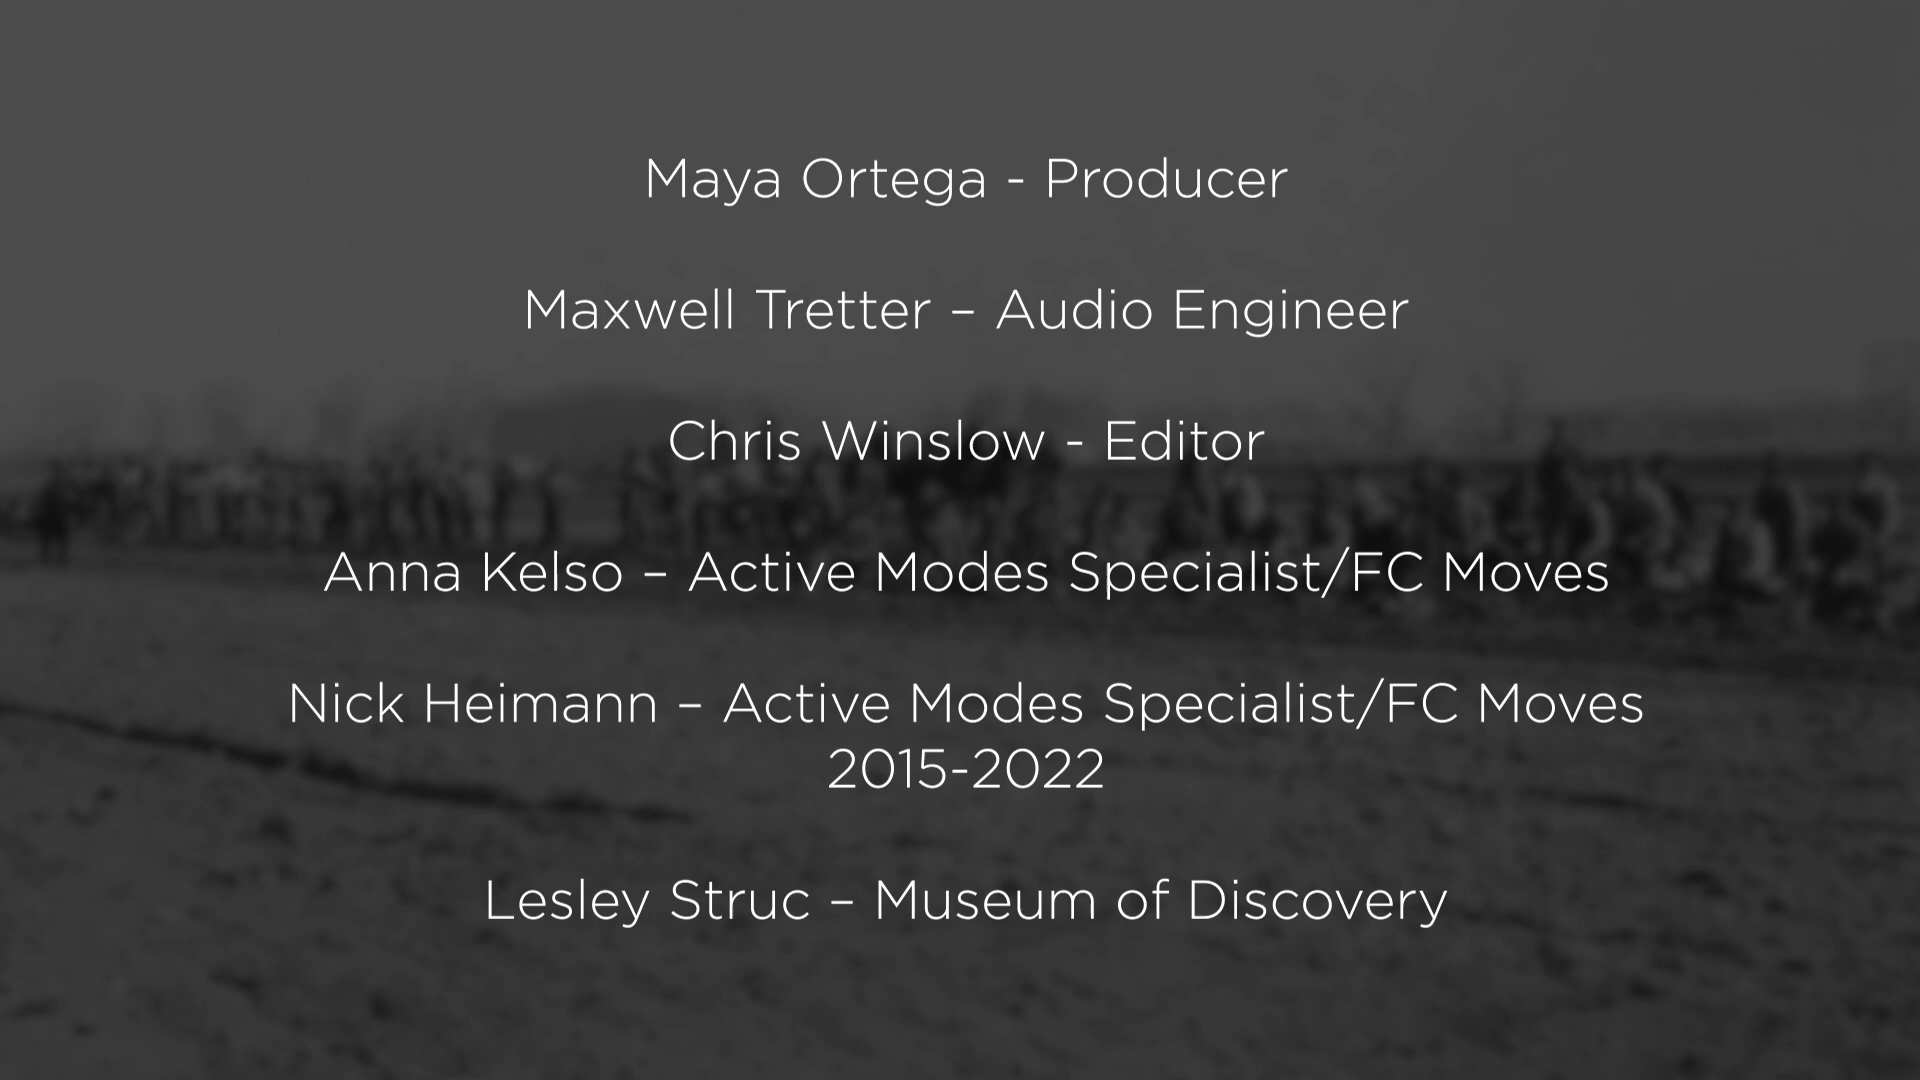 Maya Ortega - Producer
Maxwell Tretter – Audio Engineer
Chris Winslow - Editor
Anna Kelso – Active Modes Specialist/FC Moves
Nick Heimann – Active Modes Specialist/FC Moves
2015-2022
Lesley Struc – Museum of Discovery